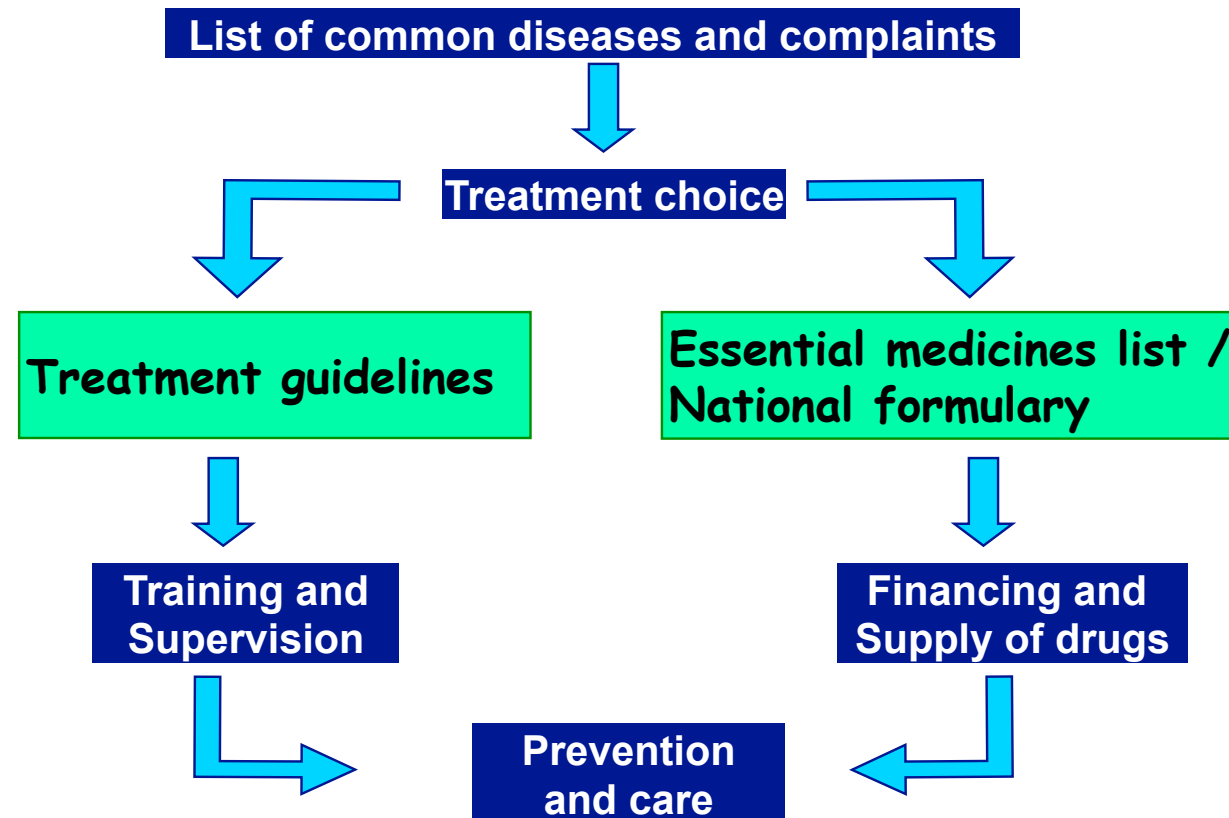 List of common diseases and complaints
Treatment choice
Treatment guidelines
Essential medicines list /
National formulary
Training and
Supervision
Financing and
Supply of drugs
Prevention
and care